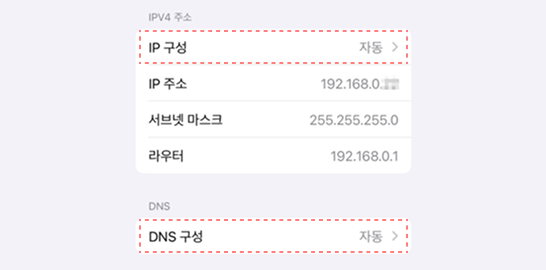 IPV4 주소
IP 구성 자동 >
IP 주소 192.168.0.
서브넷 마스크 255.255.255.0
라우터 192.168.0.1
DNS
DNS 구성 자동 >